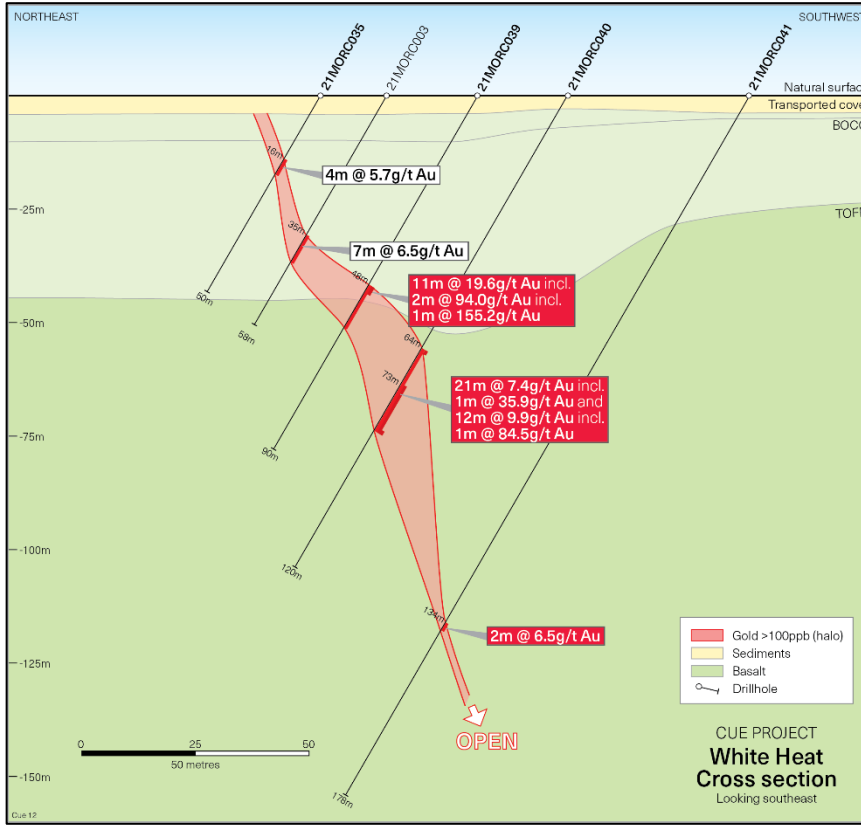 NORTHEAST
SOUTHWEST
21MORC035
21MORC003
21MORC039
21MORC040
21MORC041
Natural surfac
Transported cove
BOCO
TOFR
16m
4m @ 5.7g/t Au
-25m
35m
7m @ 6.5g/t Au
48m
11m @ 19.6g/t Au incl.
2m @ 94.0g/t Au incl.
1m @ 155.2g/t Au
50m
-50m
58m
64m
73m
21m @ 7.4g/t Au incl.
1m @ 35.9g/t Au and
12m @ 9.9g/t Au incl.
1m @ 84.5g/t Au
-75m
90m
-100m
120m
134m
2m @ 6.5g/t Au
-125m
OPEN
Gold >100ppb (halo)
Sediments
Basalt
Drillhole
0 25 50
50 metres
CUE PROJECT
White Heat
Cross section
Looking southeast
-150m
178m
Cue 12